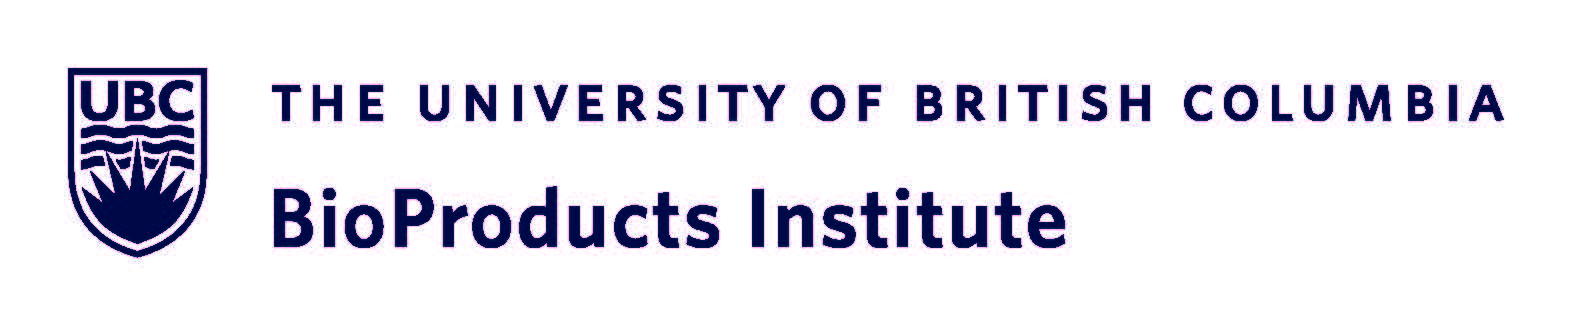 UBC
THE UNIVERSITY OF BRITISH COLUMBIA
BioProducts Institute